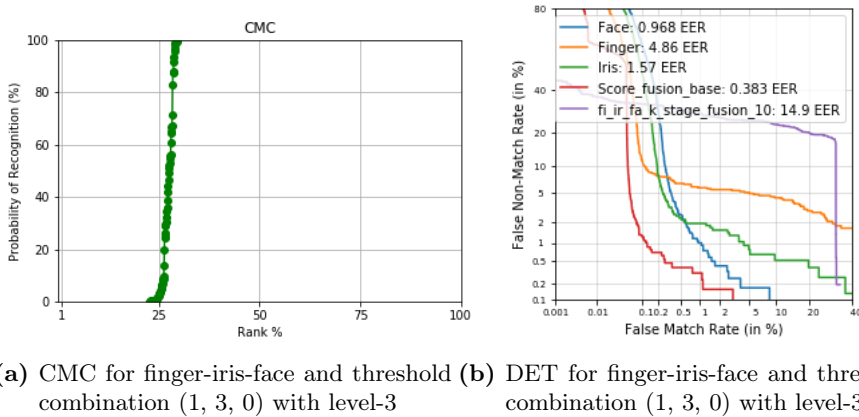 CMC
100
80
60
40
20
0
Probability of Recognition (%)
1 25 50 75 100
Rank %
80
40
20
10
5
2
1
0.5
0.2
0.1
False Non-Match Rate (in %)
Face: 0.968 EER
Finger: 4.86 EER
Iris: 1.57 EER
Score_fusion_base: 0.383 EER
fi_ir_fa_k_stage_fusion_10: 14.9 EER
0.001 0.01 0.10 0.2 0.5 1 2 5 10 20 40
False Match Rate (in %)
(a) CMC for finger-iris-face and threshold
combination (1, 3, 0) with level-3
(b) DET for finger-iris-face and thre
combination (1, 3, 0) with level-3